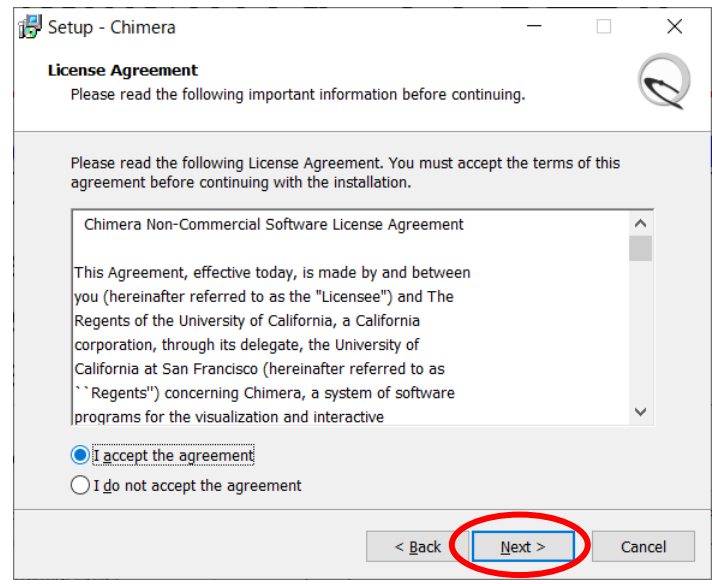 Setup - Chimera
License Agreement
Please read the following important information before continuing.
Please read the following License Agreement. You must accept the terms of this
agreement before continuing with the installation.
Chimera Non-Commercial Software License Agreement
This Agreement, effective today, is made by and between
you (hereinafter referred to as the "Licensee") and The
Regents of the University of California, a California
corporation, through its delegate, the University of
California at San Francisco (hereinafter referred to as
``Regents'') concerning Chimera, a system of software
programs for the visualization and interactive
I accept the agreement
I do not accept the agreement
< Back Next > Cancel